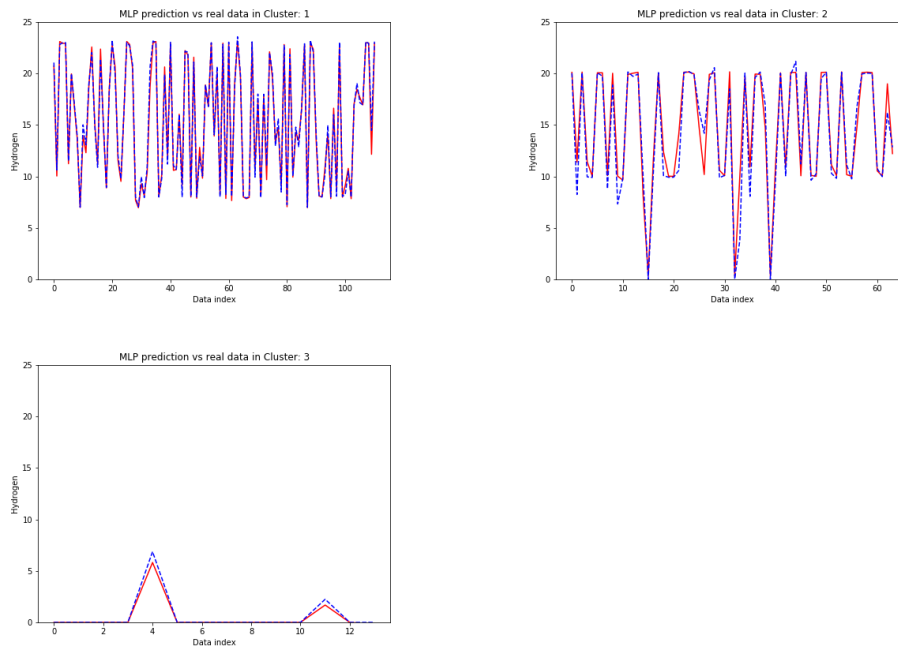 MLP prediction vs real data in Cluster: 1
25
20
15
10
5
0
Hydrogen
0 20 40 60 80 100
Data index
MLP prediction vs real data in Cluster: 2
25
20
15
10
5
0
Hydrogen
0 10 20 30 40 50 60
Data index
MLP prediction vs real data in Cluster: 3
25
20
15
10
5
0
Hydrogen
0 2 4 6 8 10 12
Data index